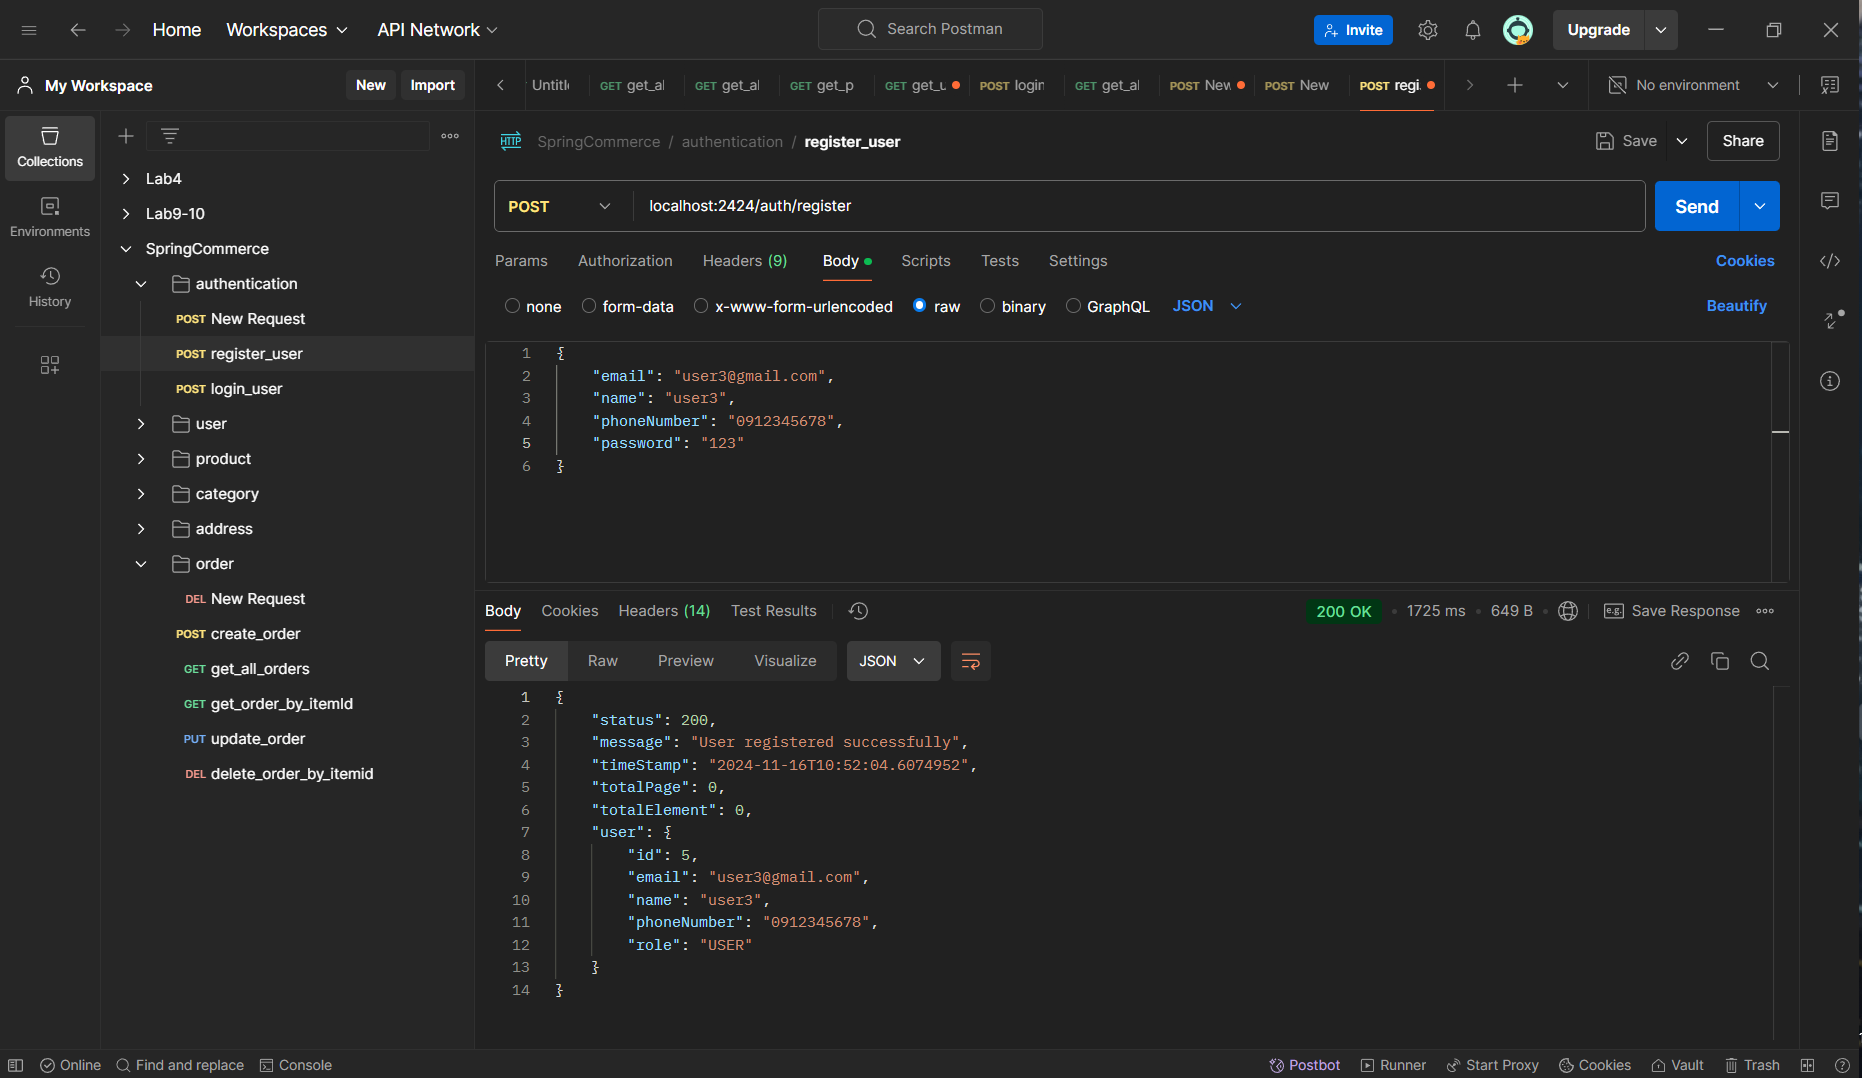 Home Workspaces API Network Search Postman Invite Upgrade
My Workspace New Import
Untitl GET get_al GET get_al GET get_p GET get_u POST login GET get_al POST New POST New POST regi. No environment
Collections
Environments
History
Lab4
Lab9-10
SpringCommerce
authentication
POST New Request
POST register_user
POST login_user
user
product
category
address
order
DEL New Request
POST create_order
GET get_all_orders
GET get_order_by_itemId
PUT update_order
DEL delete_order_by_itemid
HTTP SpringCommerce / authentication / register_user Save Share
POST localhost:2424/auth/register Send
Params Authorization Headers (9) Body Scripts Tests Settings Cookies
none form-data x-www-form-urlencoded raw binary GraphQL JSON Beautify
1 {
2 "email": "user3@gmail.com",
3 "name": "user3",
4 "phoneNumber": "0912345678",
5 "password": "123"
6 }
Body Cookies Headers (14) Test Results 200 OK 1725 ms 649 B e.g. Save Response
Pretty Raw Preview Visualize JSON
1 {
2 "status": 200,
3 "message": "User registered successfully",
4 "timeStamp": "2024-11-16T10:52:04.6074952",
5 "totalPage": 0,
6 "totalElement": 0,
7 "user": {
8 "id": 5,
9 "email": "user3@gmail.com",
10 "name": "user3",
11 "phoneNumber": "0912345678",
12 "role": "USER"
13 }
14 }
Online Find and replace Console Postbot Runner Start Proxy Cookies Vault Trash